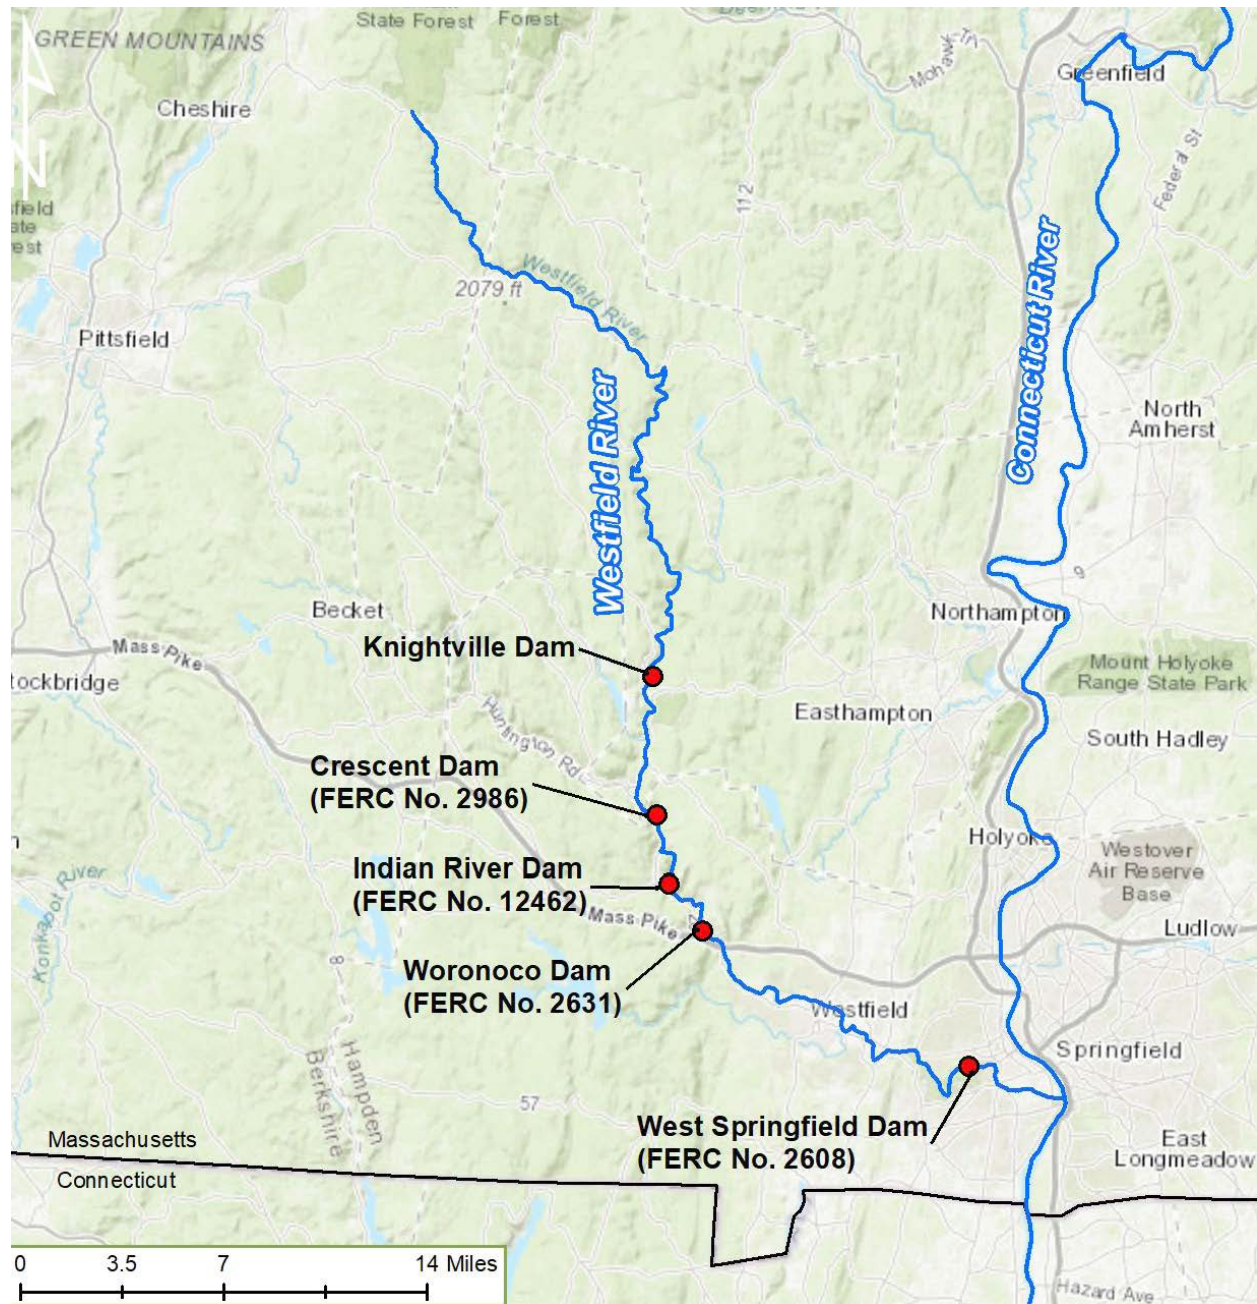 State Forest
Forest
GREEN MOUNTAINS
Mohawk
Trl
Greenfield
Cheshire
Federal St
112
Westfield River
2079 ft
Connecticut River
Pittsfield
Westfield River
North
Amherst
9
Becket
Northampton
Mass Pike
Knightville Dam
Mount Holyoke
Range State Park
Huntington Rd
Easthampton
South Hadley
Crescent Dam
(FERC No. 2986)
Holyoke
Westover
Air Reserve
Base
Indian River Dam
(FERC No. 12462)
Mass Pike
Konkapot River
Ludlow
8
Woronoco Dam
(FERC No. 2631)
Westfield
Springfield
Hampden
Berkshire
57
West Springfield Dam
(FERC No. 2608)
Massachusetts
Connecticut
East
Longmeadow
0 3.5 7 14 Miles
Hazard Ave
N